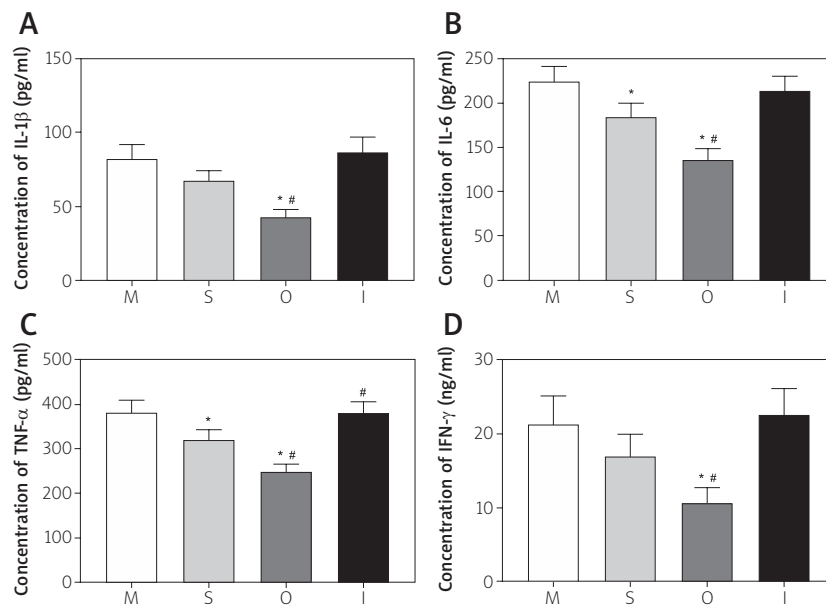 A
Concentration of IL-1β (pg/ml)
150
100
50
0
* #
M S O I
B
Concentration of IL-6 (pg/ml)
250
200
150
100
50
0
*
* #
M S O I
C
Concentration of TNF-α (pg/ml)
500
400
300
200
100
0
*
* #
#
M S O I
D
Concentration of IFN-γ (ng/ml)
30
20
10
0
* #
M S O I